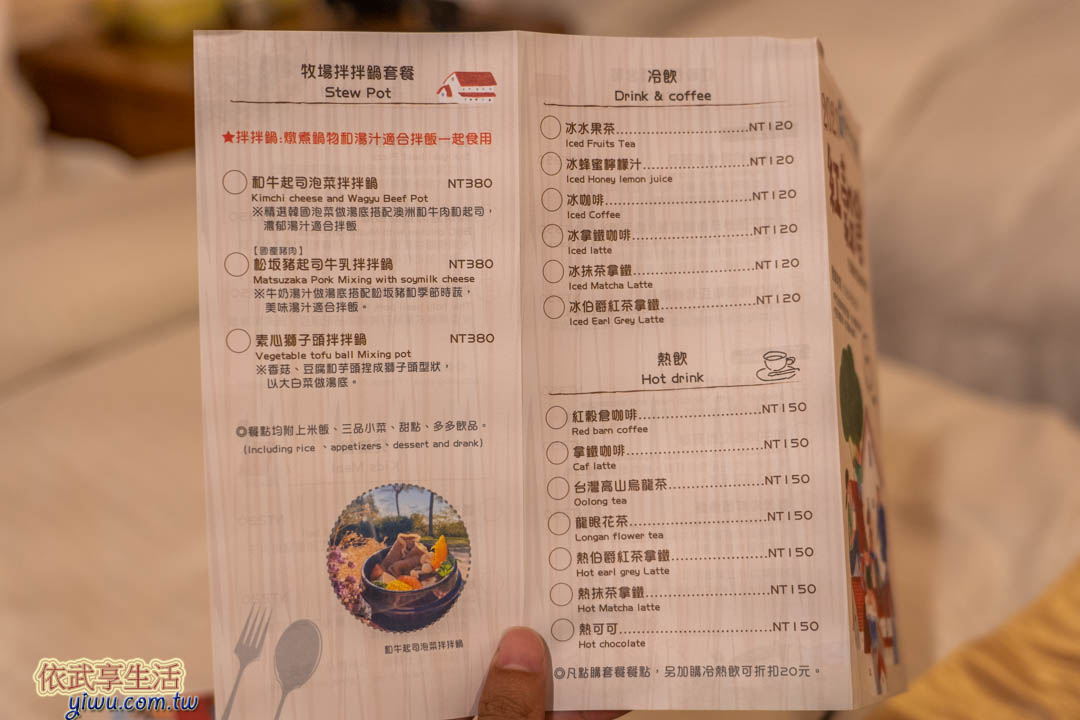 牧場拌拌鍋套餐
Stew Pot
★拌拌鍋:燉煮鍋物和湯汁適合拌飯一起食用
和牛起司泡菜拌拌鍋 NT380
Kimchi cheese and Wagyu Beef Pot
※精選韓國泡菜做湯底搭配澳洲和牛肉和起司，
濃郁湯汁適合拌飯
【國產豬肉】
松坂豬起司牛乳拌拌鍋 NT380
Matsuzaka Pork Mixing with soymilk cheese
※牛奶湯汁做湯底搭配松坂豬和季節時蔬，
美味湯汁適合拌飯。
素心獅子頭拌拌鍋 NT380
Vegetable tofu ball Mixing pot
※香菇、豆腐和芋頭捏成獅子頭型狀，
以大白菜做湯底。
◎餐點均附上米飯、三品小菜、甜點、多多飲品。
(Including rice 、appetizers、dessert and drank)
和牛起司泡菜拌拌鍋
冷飲
Drink & coffee
冰水果茶........................NT120
Iced Fruits Tea
冰蜂蜜檸檬汁....................NT120
Iced Honey lemon juice
冰咖啡..........................NT120
Iced Coffee
冰拿鐵咖啡......................NT120
Iced latte
冰抹茶拿鐵......................NT120
Iced Matcha Latte
冰伯爵紅茶拿鐵..................NT120
Iced Earl Grey Latte
熱飲
Hot drink
紅穀倉咖啡......................NT150
Red barn coffee
拿鐵咖啡........................NT150
Caf latte
台灣高山烏龍茶..................NT150
Oolong tea
龍眼花茶........................NT150
Longan flower tea
熱伯爵紅茶拿鐵..................NT150
Hot earl grey Latte
熱抹茶拿鐵......................NT150
Hot Matcha latte
熱可可..........................NT150
Hot chocolate
◎凡點購套餐餐點，另加購冷熱飲可折扣20元。
依武享生活
yiwu.com.tw